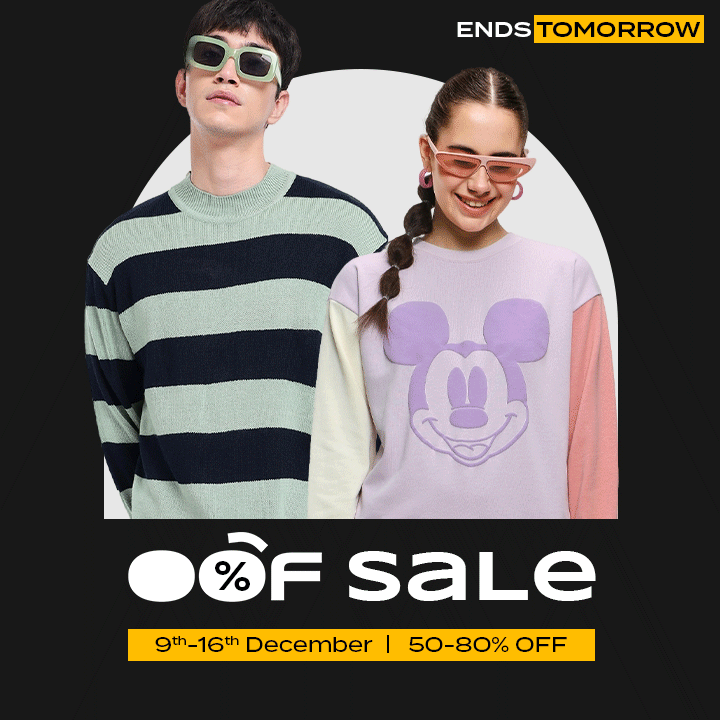 ENDS TOMORROW
OOF SALE
%
9th-16th December | 50-80% OFF